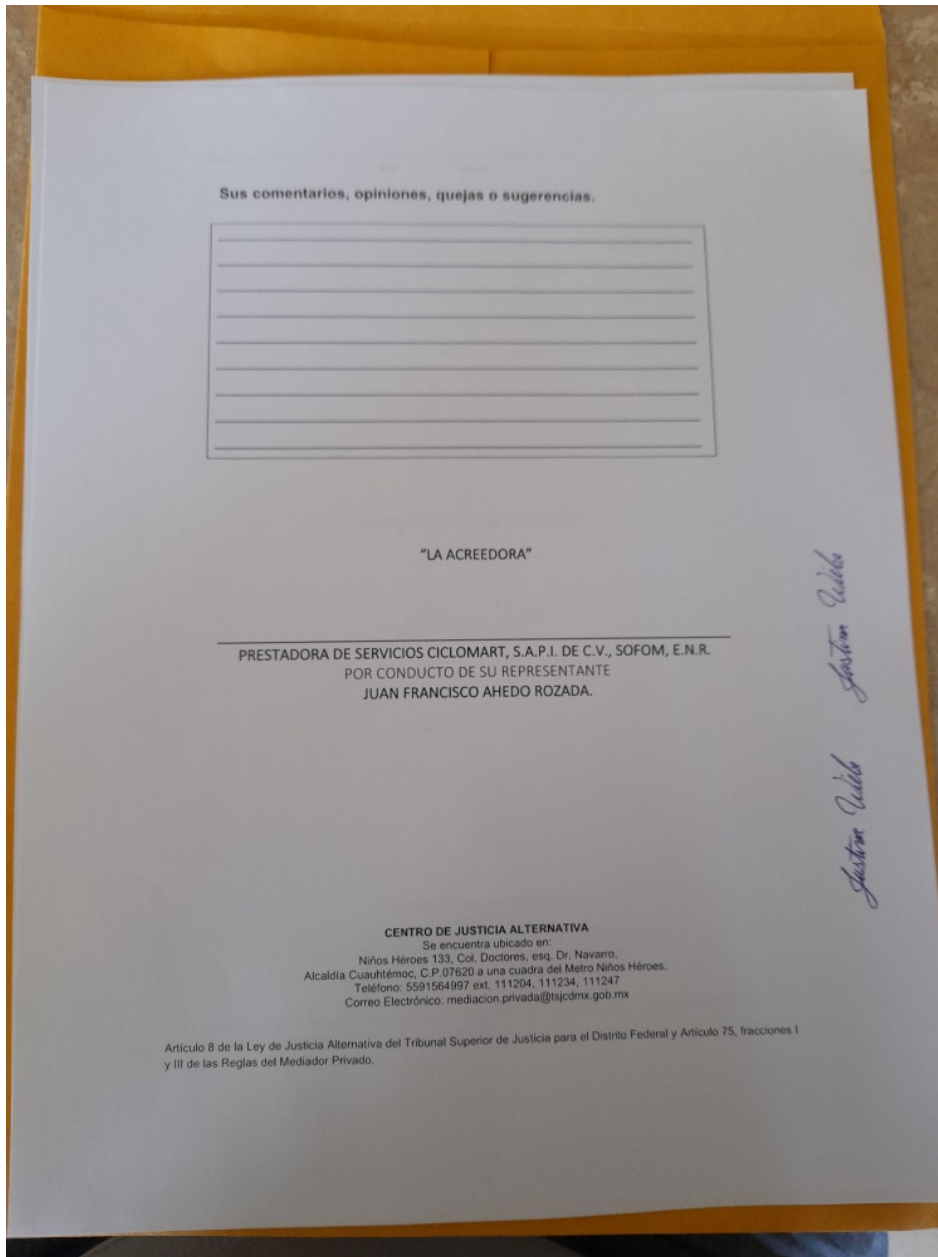 Sus comentarios, opiniones, quejas o sugerencias.
"LA ACREEDORA"
PRESTADORA DE SERVICIOS CICLOMART, S.A.P.I. DE C.V., SOFOM, E.N.R.
POR CONDUCTO DE SU REPRESENTANTE
JUAN FRANCISCO AHEDO ROZADA.
CENTRO DE JUSTICIA ALTERNATIVA
Se encuentra ubicado en:
Niños Héroes 133, Col. Doctores, esq. Dr. Navarro,
Alcaldía Cuauhtémoc, C.P.07620 a una cuadra del Metro Niños Héroes.
Teléfono: 5591564997 ext. 111204, 111234, 111247
Correo Electrónico: mediacion.privada@tsjcdmx.gob.mx
Artículo 8 de la Ley de Justicia Alternativa del Tribunal Superior de Justicia para el Distrito Federal y Artículo 75, fracciones I
y III de las Reglas del Mediador Privado.